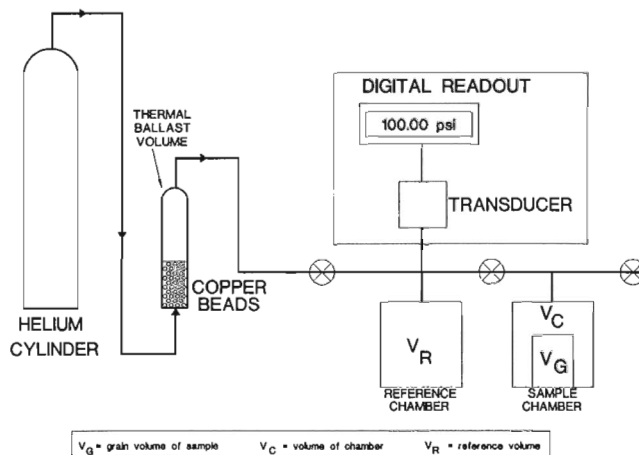 DIGITAL READOUT
100.00 psi
THERMAL
BALLAST
VOLUME
TRANSDUCER
COPPER
BEADS
HELIUM
CYLINDER
V_R
V_C
V_G
REFERENCE
CHAMBER
SAMPLE
CHAMBER
V_G = grain volume of sample V_C = volume of chamber V_R = reference volume